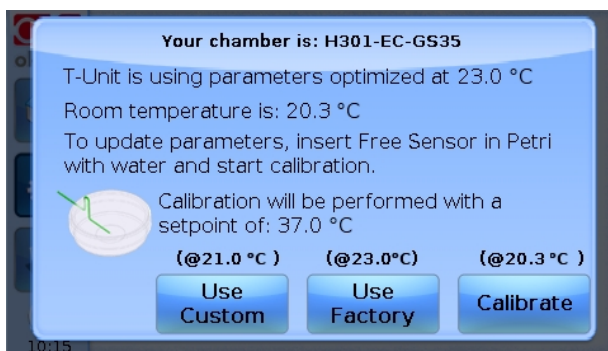 Your chamber is: H301-EC-GS35
T-Unit is using parameters optimized at 23.0 °C
Room temperature is: 20.3 °C
To update parameters, insert Free Sensor in Petri
with water and start calibration.
Calibration will be performed with a
setpoint of: 37.0 °C
(@21.0 °C )
(@23.0°C)
(@20.3 °C )
Use
Custom
Use
Factory
Calibrate
10:15